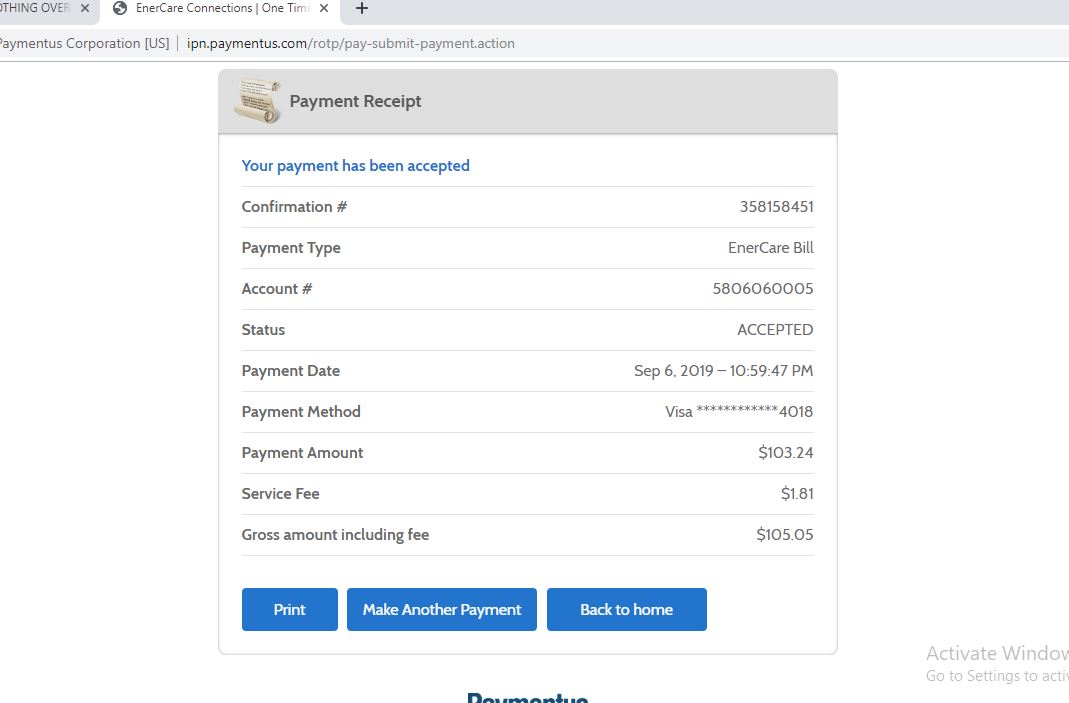 OTHING OVER
EnerCare Connections | One Time
Paymentus Corporation [US] | ipn.paymentus.com/rotp/pay-submit-payment.action
Payment Receipt
Your payment has been accepted
Confirmation # 358158451
Payment Type EnerCare Bill
Account # 5806060005
Status ACCEPTED
Payment Date Sep 6, 2019 – 10:59:47 PM
Payment Method Visa ************4018
Payment Amount $103.24
Service Fee $1.81
Gross amount including fee $105.05
Print Make Another Payment Back to home
Activate Window
Go to Settings to activ
Paymentus